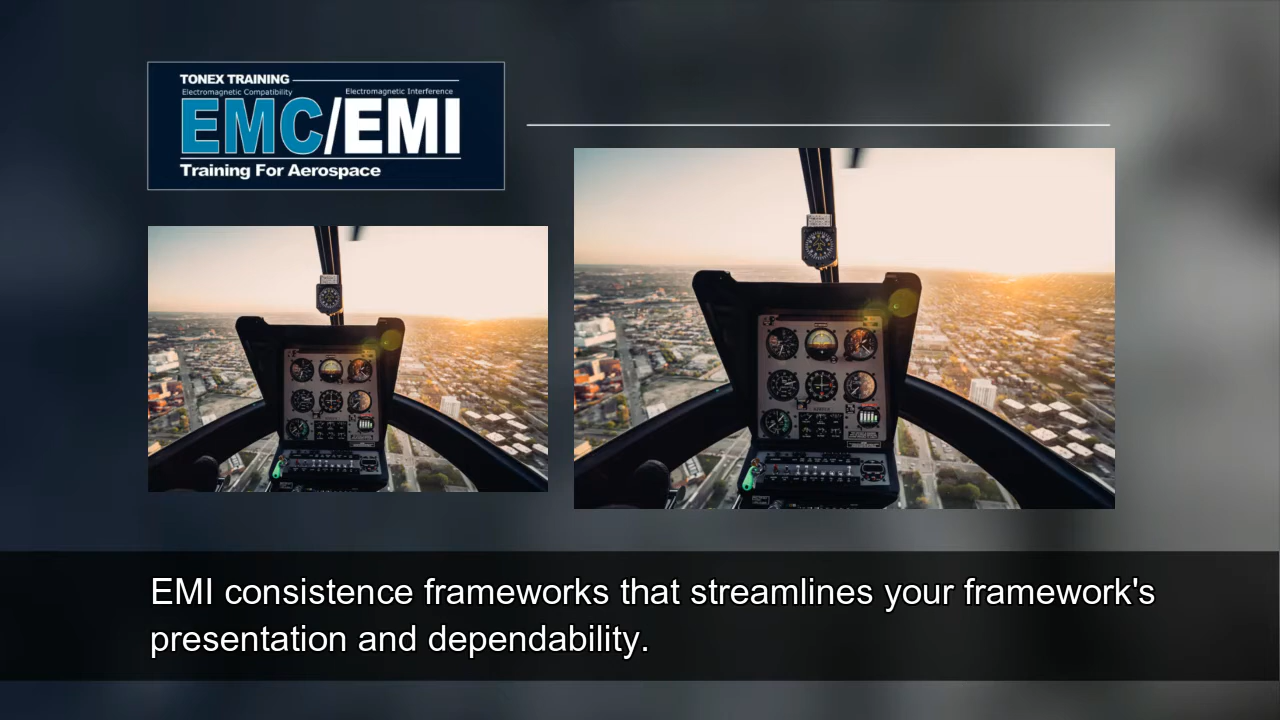 TONEX TRAINING
Electromagnetic Compatibility
Electromagnetic Interference
EMC/EMI
Training For Aerospace
EMI consistence frameworks that streamlines your framework's
presentation and dependability.